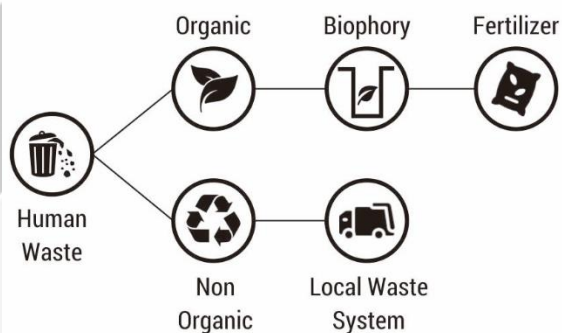 Organic
Biophory
Fertilizer
Human
Waste
Non
Organic
Local Waste
System